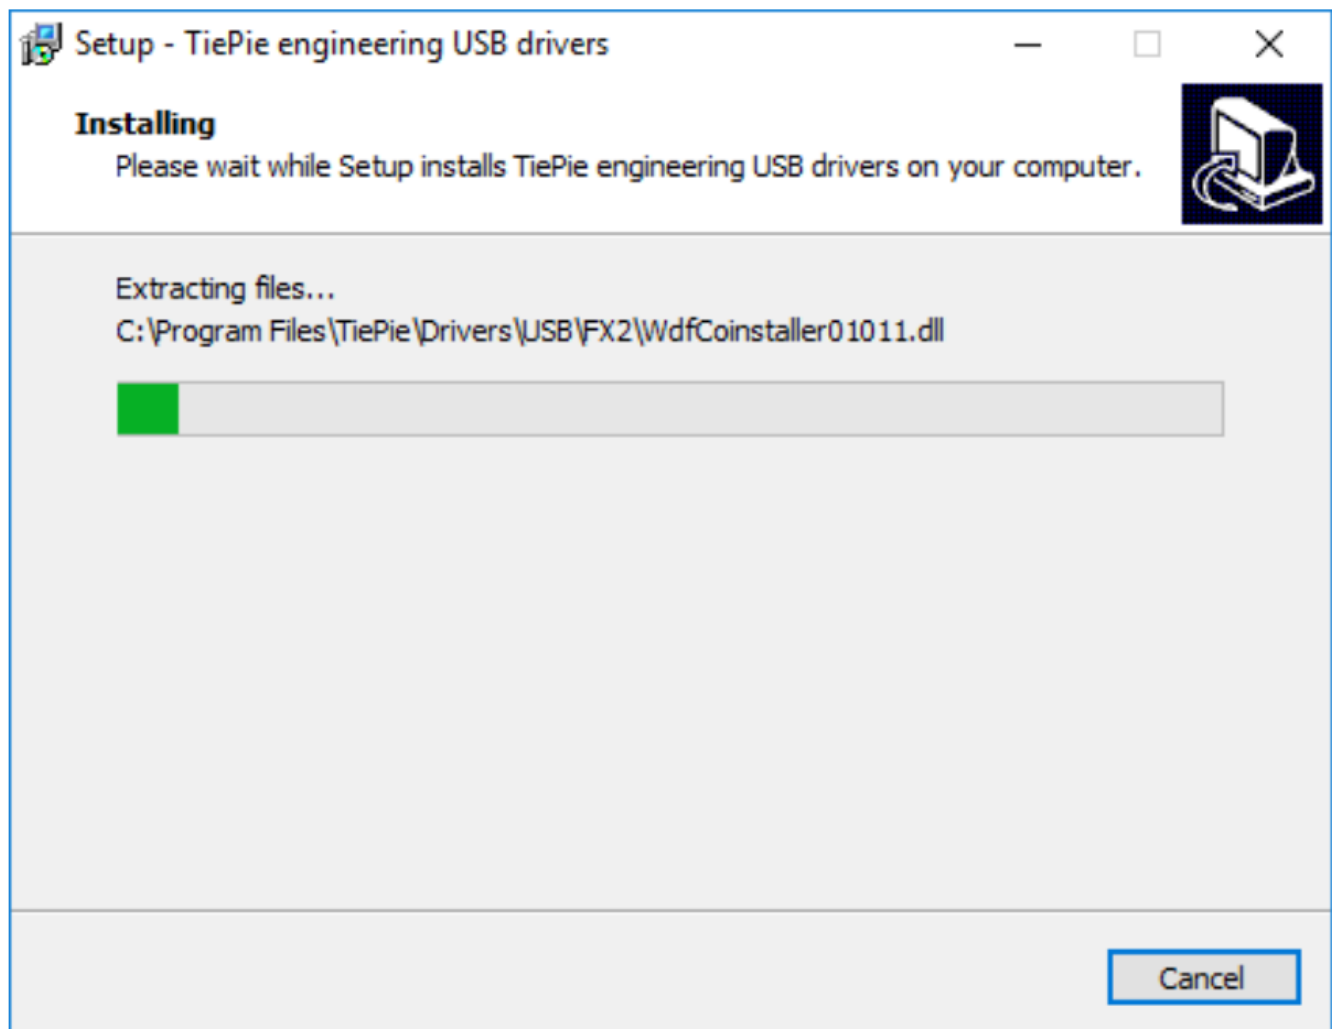 Setup - TiePie engineering USB drivers
Installing
Please wait while Setup installs TiePie engineering USB drivers on your computer.
Extracting files...
C:\Program Files\TiePie\Drivers\USB\FX2\WdfCoinstaller01011.dll
Cancel